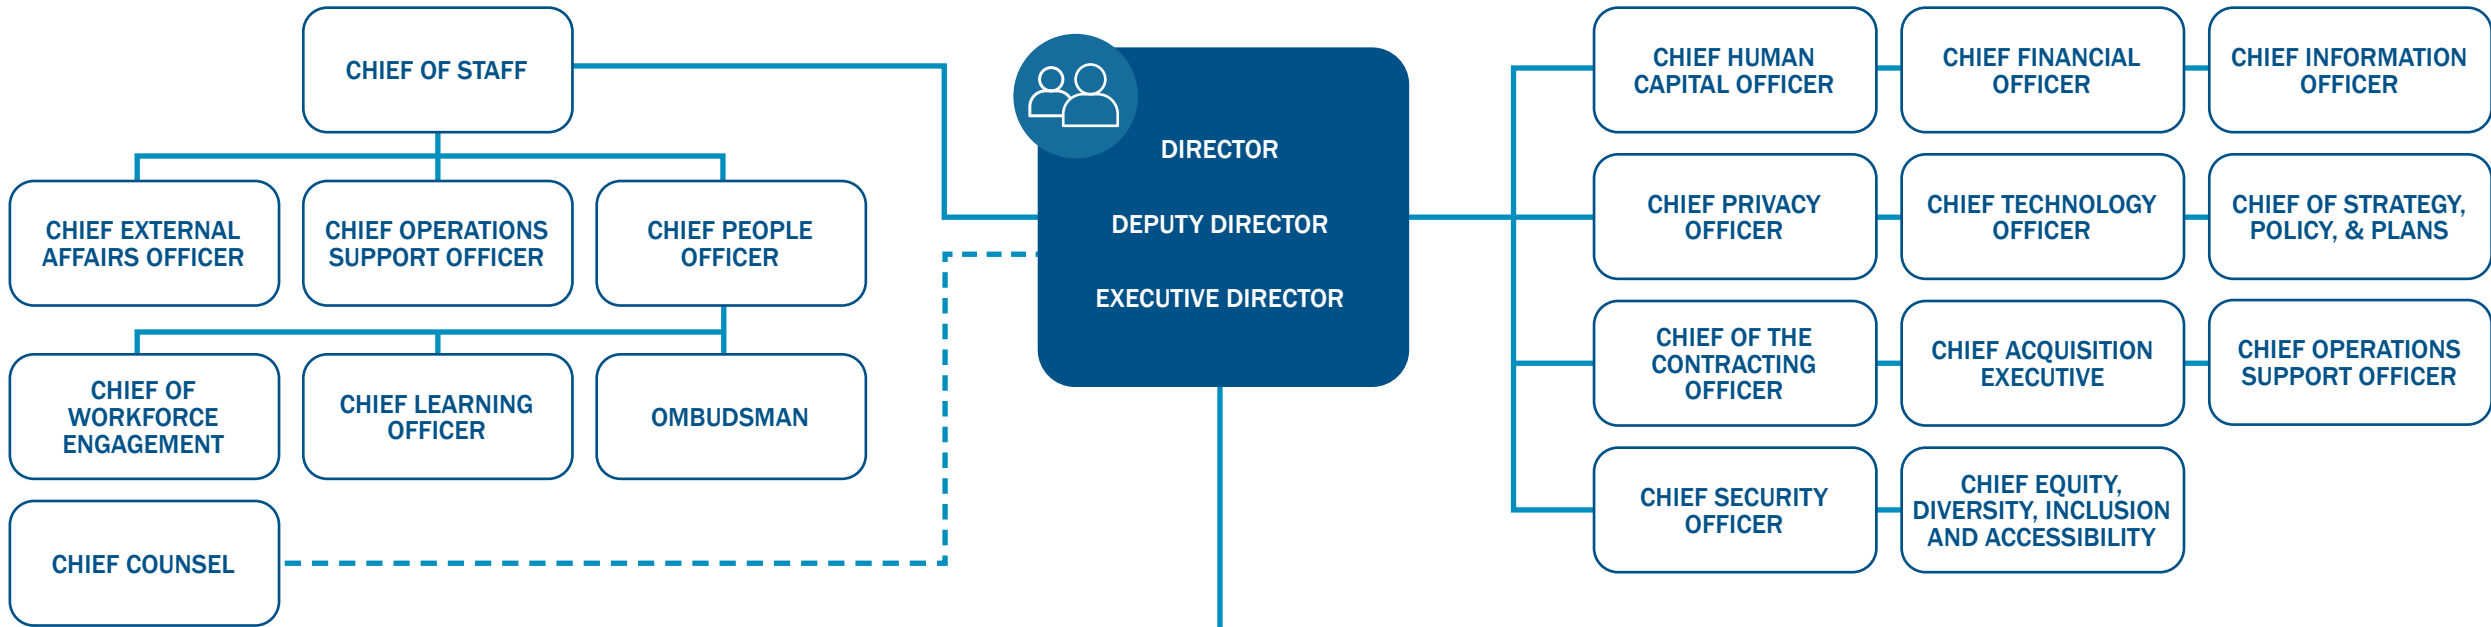 CHIEF OF STAFF
CHIEF EXTERNAL
AFFAIRS OFFICER
CHIEF OPERATIONS
SUPPORT OFFICER
CHIEF PEOPLE
OFFICER
CHIEF OF
WORKFORCE
ENGAGEMENT
CHIEF LEARNING
OFFICER
OMBUDSMAN
CHIEF COUNSEL
DIRECTOR
DEPUTY DIRECTOR
EXECUTIVE DIRECTOR
CHIEF HUMAN
CAPITAL OFFICER
CHIEF FINANCIAL
OFFICER
CHIEF INFORMATION
OFFICER
CHIEF PRIVACY
OFFICER
CHIEF TECHNOLOGY
OFFICER
CHIEF OF STRATEGY,
POLICY, & PLANS
CHIEF OF THE
CONTRACTING
OFFICER
CHIEF ACQUISITION
EXECUTIVE
CHIEF OPERATIONS
SUPPORT OFFICER
CHIEF SECURITY
OFFICER
CHIEF EQUITY,
DIVERSITY, INCLUSION
AND ACCESSIBILITY